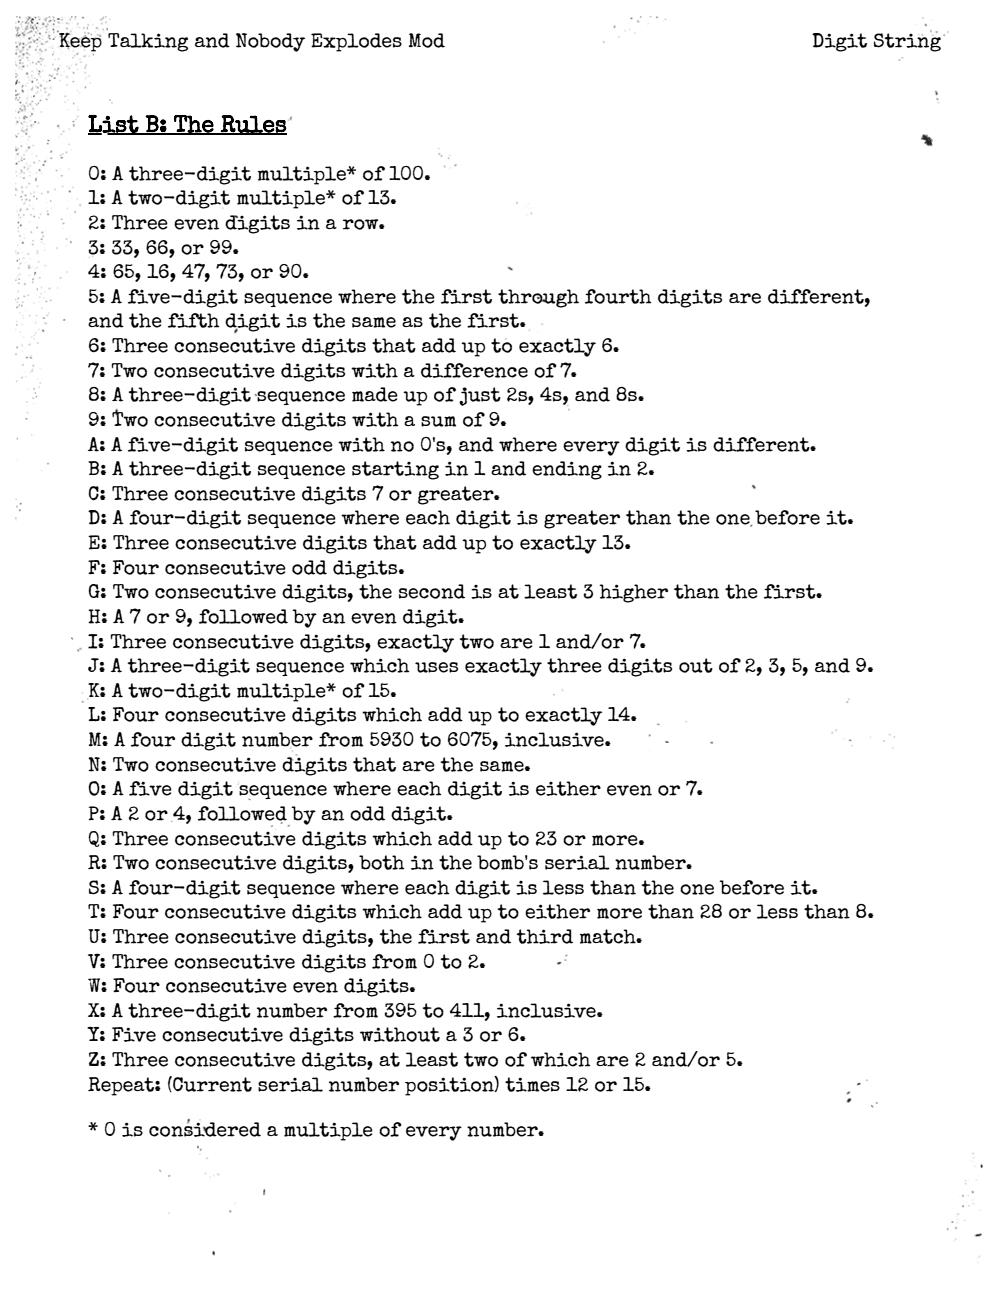 Keep Talking and Nobody Explodes Mod
Digit String
List B: The Rules
0: A three-digit multiple* of 100.
1: A two-digit multiple* of 13.
2: Three even digits in a row.
3: 33, 66, or 99.
4: 65, 16, 47, 73, or 90.
5: A five-digit sequence where the first through fourth digits are different,
and the fifth digit is the same as the first.
6: Three consecutive digits that add up to exactly 6.
7: Two consecutive digits with a difference of 7.
8: A three-digit sequence made up of just 2s, 4s, and 8s.
9: Two consecutive digits with a sum of 9.
A: A five-digit sequence with no 0's, and where every digit is different.
B: A three-digit sequence starting in 1 and ending in 2.
C: Three consecutive digits 7 or greater.
D: A four-digit sequence where each digit is greater than the one before it.
E: Three consecutive digits that add up to exactly 13.
F: Four consecutive odd digits.
G: Two consecutive digits, the second is at least 3 higher than the first.
H: A 7 or 9, followed by an even digit.
I: Three consecutive digits, exactly two are 1 and/or 7.
J: A three-digit sequence which uses exactly three digits out of 2, 3, 5, and 9.
K: A two-digit multiple* of 15.
L: Four consecutive digits which add up to exactly 14.
M: A four digit number from 5930 to 6075, inclusive.
N: Two consecutive digits that are the same.
O: A five digit sequence where each digit is either even or 7.
P: A 2 or 4, followed by an odd digit.
Q: Three consecutive digits which add up to 23 or more.
R: Two consecutive digits, both in the bomb's serial number.
S: A four-digit sequence where each digit is less than the one before it.
T: Four consecutive digits which add up to either more than 28 or less than 8.
U: Three consecutive digits, the first and third match.
V: Three consecutive digits from 0 to 2.
W: Four consecutive even digits.
X: A three-digit number from 395 to 411, inclusive.
Y: Five consecutive digits without a 3 or 6.
Z: Three consecutive digits, at least two of which are 2 and/or 5.
Repeat: (Current serial number position) times 12 or 15.
* 0 is considered a multiple of every number.